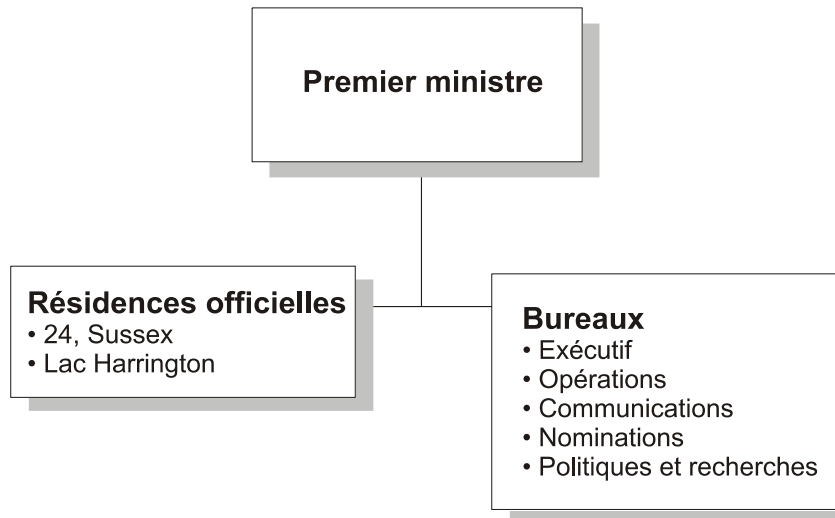 Premier ministre
Résidences officielles
• 24, Sussex
• Lac Harrington
Bureaux
• Exécutif
• Opérations
• Communications
• Nominations
• Politiques et recherches